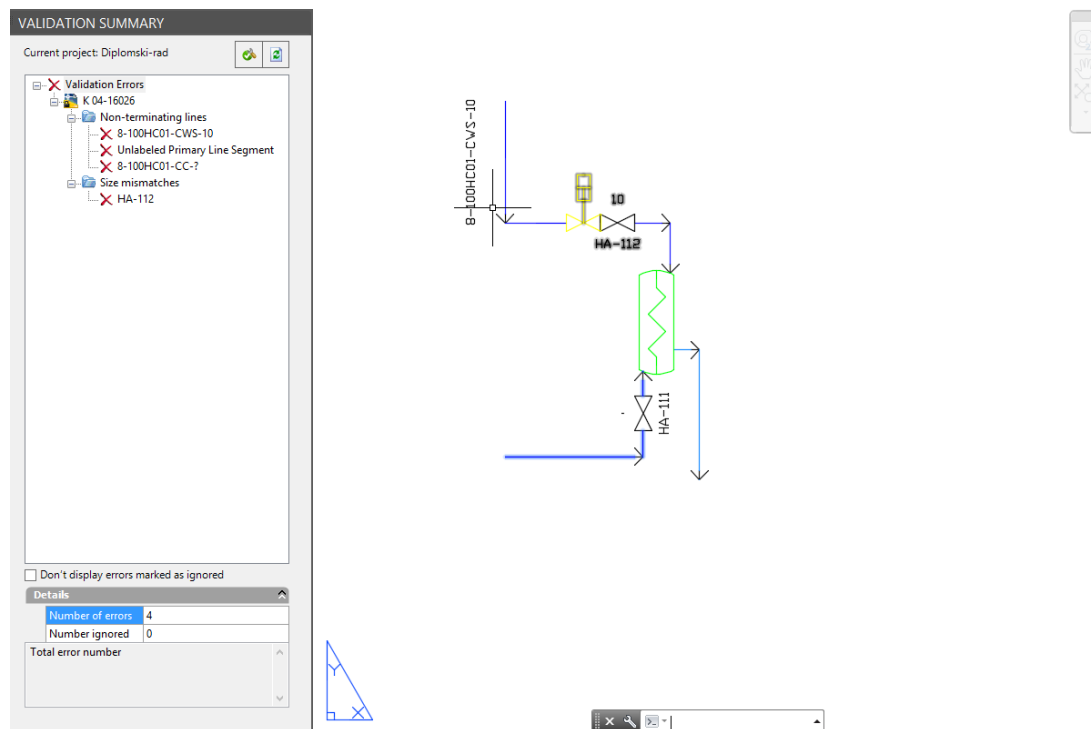 VALIDATION SUMMARY
Current project: Diplomski-rad
Validation Errors
K 04-16026
Non-terminating lines
8-100HC01-CWS-10
Unlabeled Primary Line Segment
8-100HC01-CC-?
Size mismatches
HA-112
Don't display errors marked as ignored
Details
Number of errors 4
Number ignored 0
Total error number
8-100HC01-CWS-10
10
HA-112
HA-111
Y
X